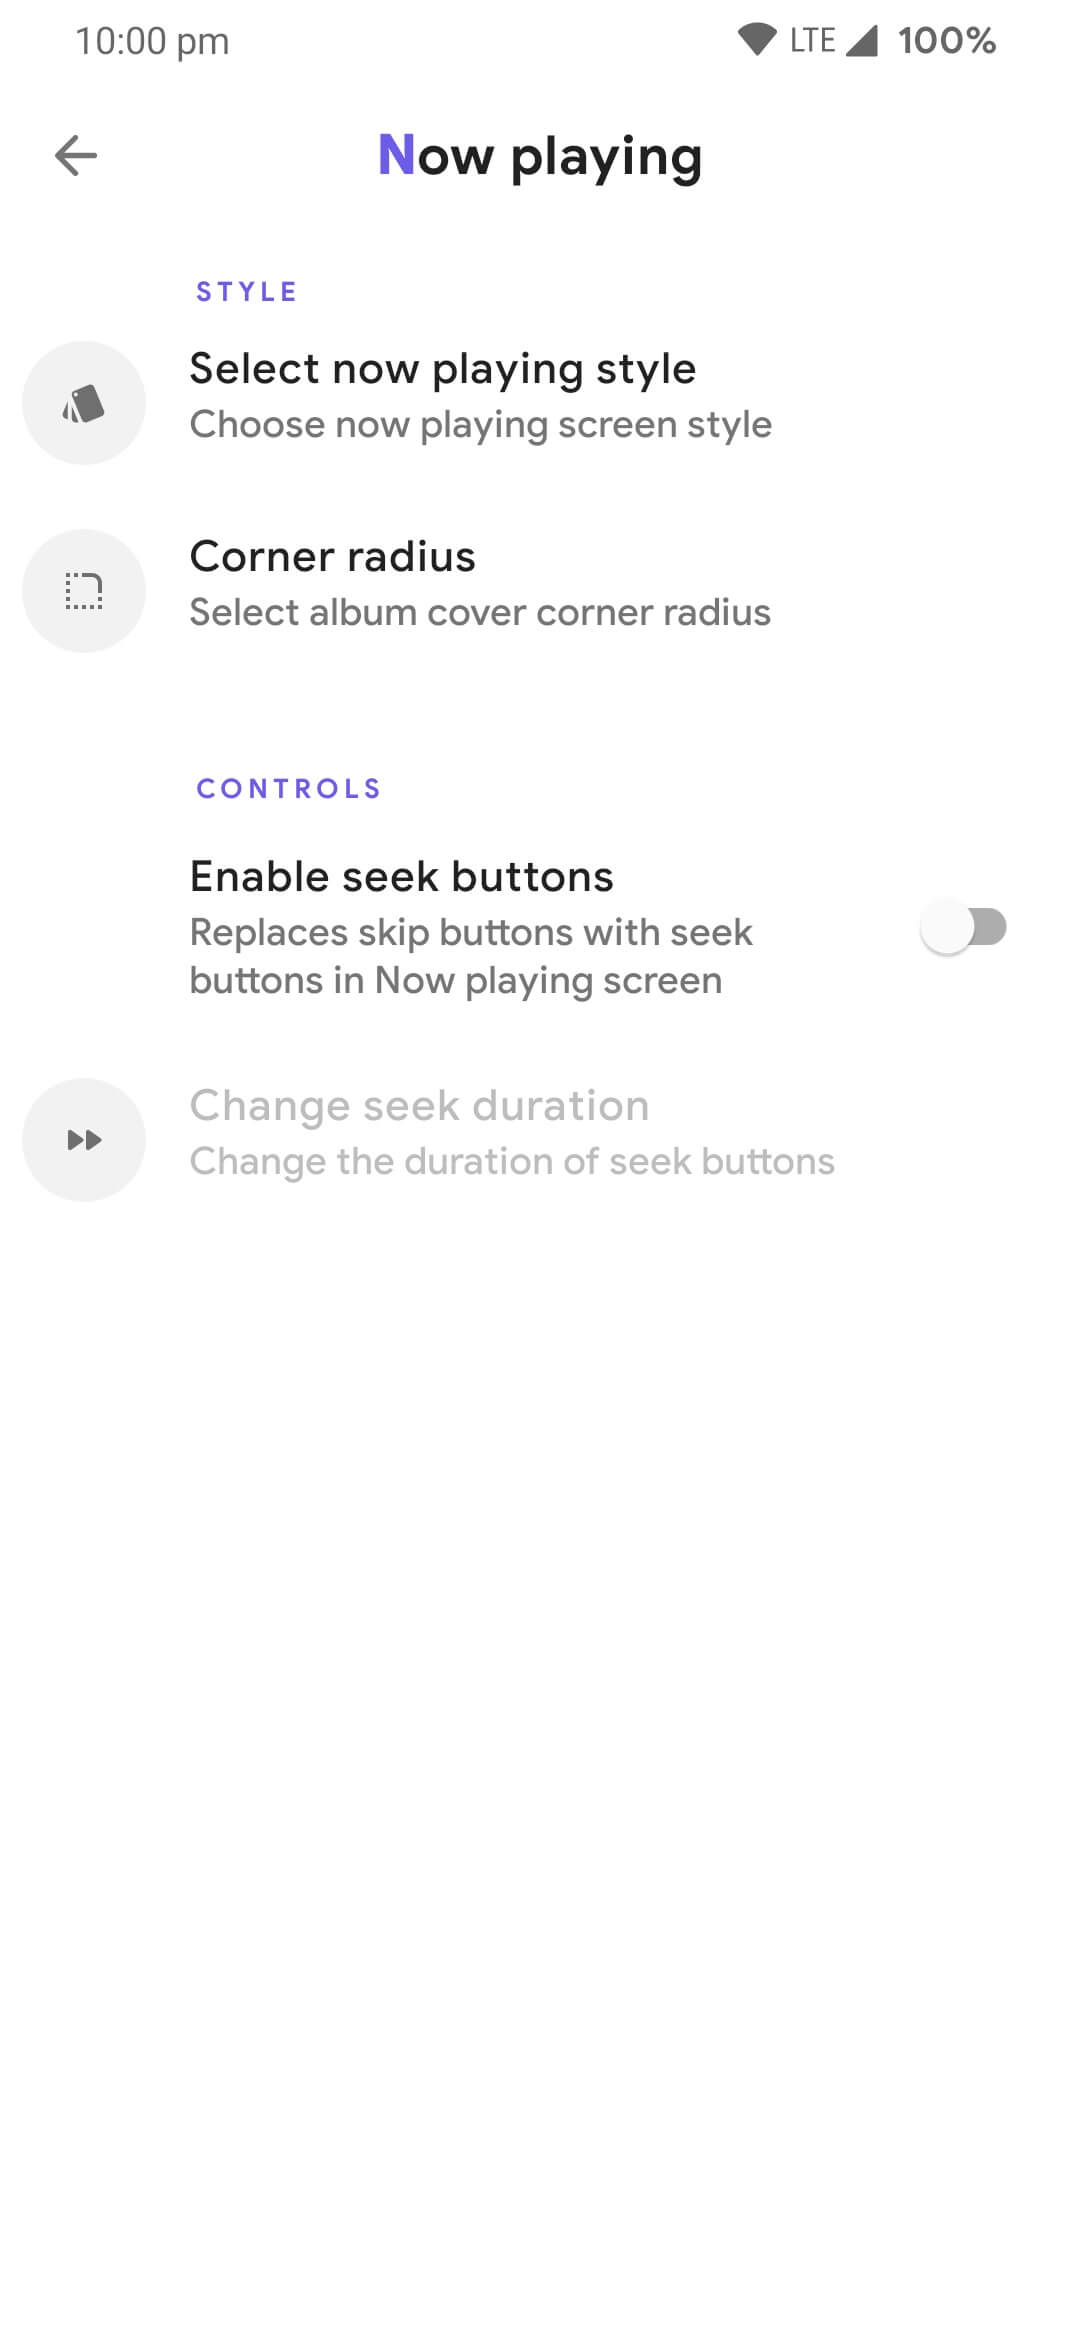 10:00 pm LTE 100%
Now playing
STYLE
Select now playing style
Choose now playing screen style
Corner radius
Select album cover corner radius
CONTROLS
Enable seek buttons
Replaces skip buttons with seek
buttons in Now playing screen
Change seek duration
Change the duration of seek buttons